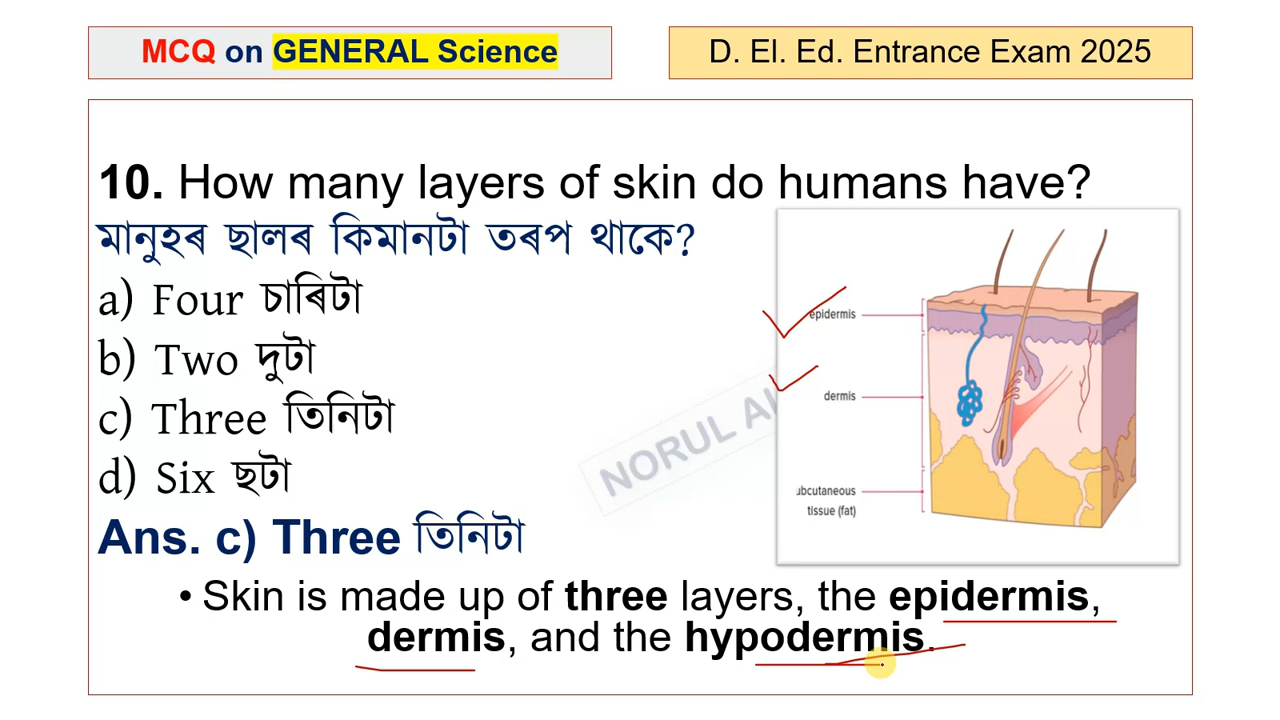 MCQ on GENERAL Science
D. El. Ed. Entrance Exam 2025
10. How many layers of skin do humans have?
মানুহৰ ছালৰ কিমানটা তৰপ থাকে?
a) Four চাৰিটা
b) Two দুটা
c) Three তিনিটা
d) Six ছটা
Ans. c) Three তিনিটা
• Skin is made up of three layers, the epidermis,
dermis, and the hypodermis.
epidermis
dermis
ubcutaneous
tissue (fat)
NORUL